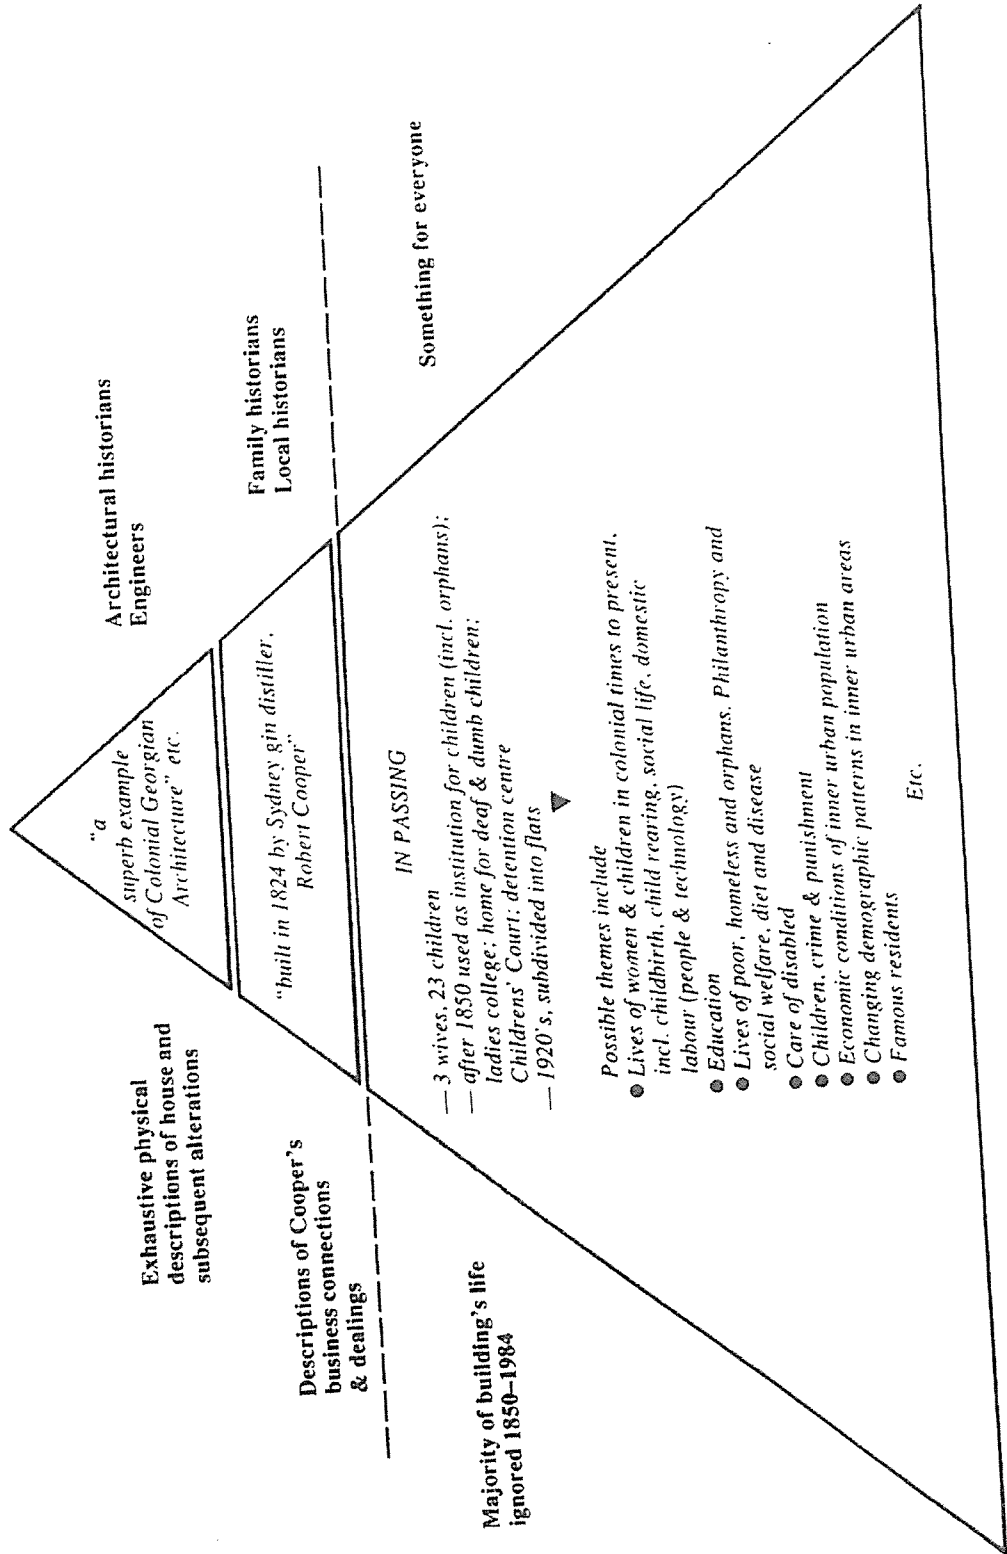 "a
superb example
of Colonial Georgian
Architecture" etc.
Exhaustive physical
descriptions of house and
subsequent alterations
Architectural historians
Engineers
"built in 1824 by Sydney gin distiller,
Robert Cooper"
Descriptions of Cooper's
business connections
& dealings
Family historians
Local historians
IN PASSING
— 3 wives, 23 children
— after 1850 used as institution for children (incl. orphans);
ladies college; home for deaf & dumb children;
Childrens' Court; detention centre
— 1920's, subdivided into flats
Majority of building's life
ignored 1850–1984
Something for everyone
Possible themes include
● Lives of women & children in colonial times to present,
incl. childbirth, child rearing, social life, domestic
labour (people & technology)
● Education
● Lives of poor, homeless and orphans. Philanthropy and
social welfare, diet and disease
● Care of disabled
● Children, crime & punishment
● Economic conditions of inner urban population
● Changing demographic patterns in inner urban areas
● Famous residents
Etc.